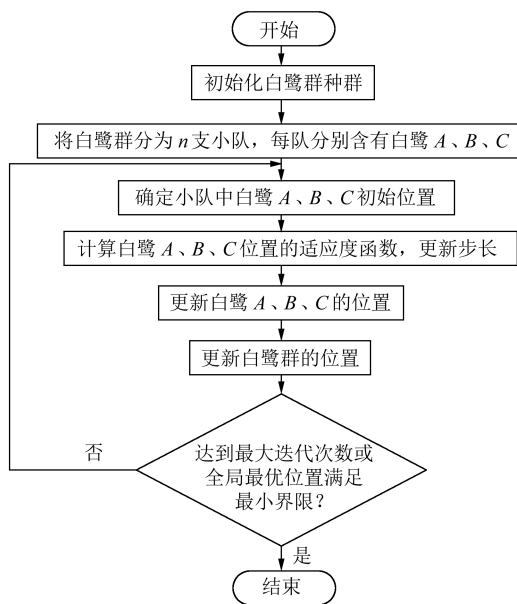 开始
初始化白鹭群种群
将白鹭群分为n支小队，每队分别含有白鹭A、B、C
确定小队中白鹭A、B、C初始位置
计算白鹭A、B、C位置的适应度函数，更新步长
更新白鹭A、B、C的位置
更新白鹭群的位置
否
达到最大迭代次数或
全局最优位置满足
最小界限？
是
结束